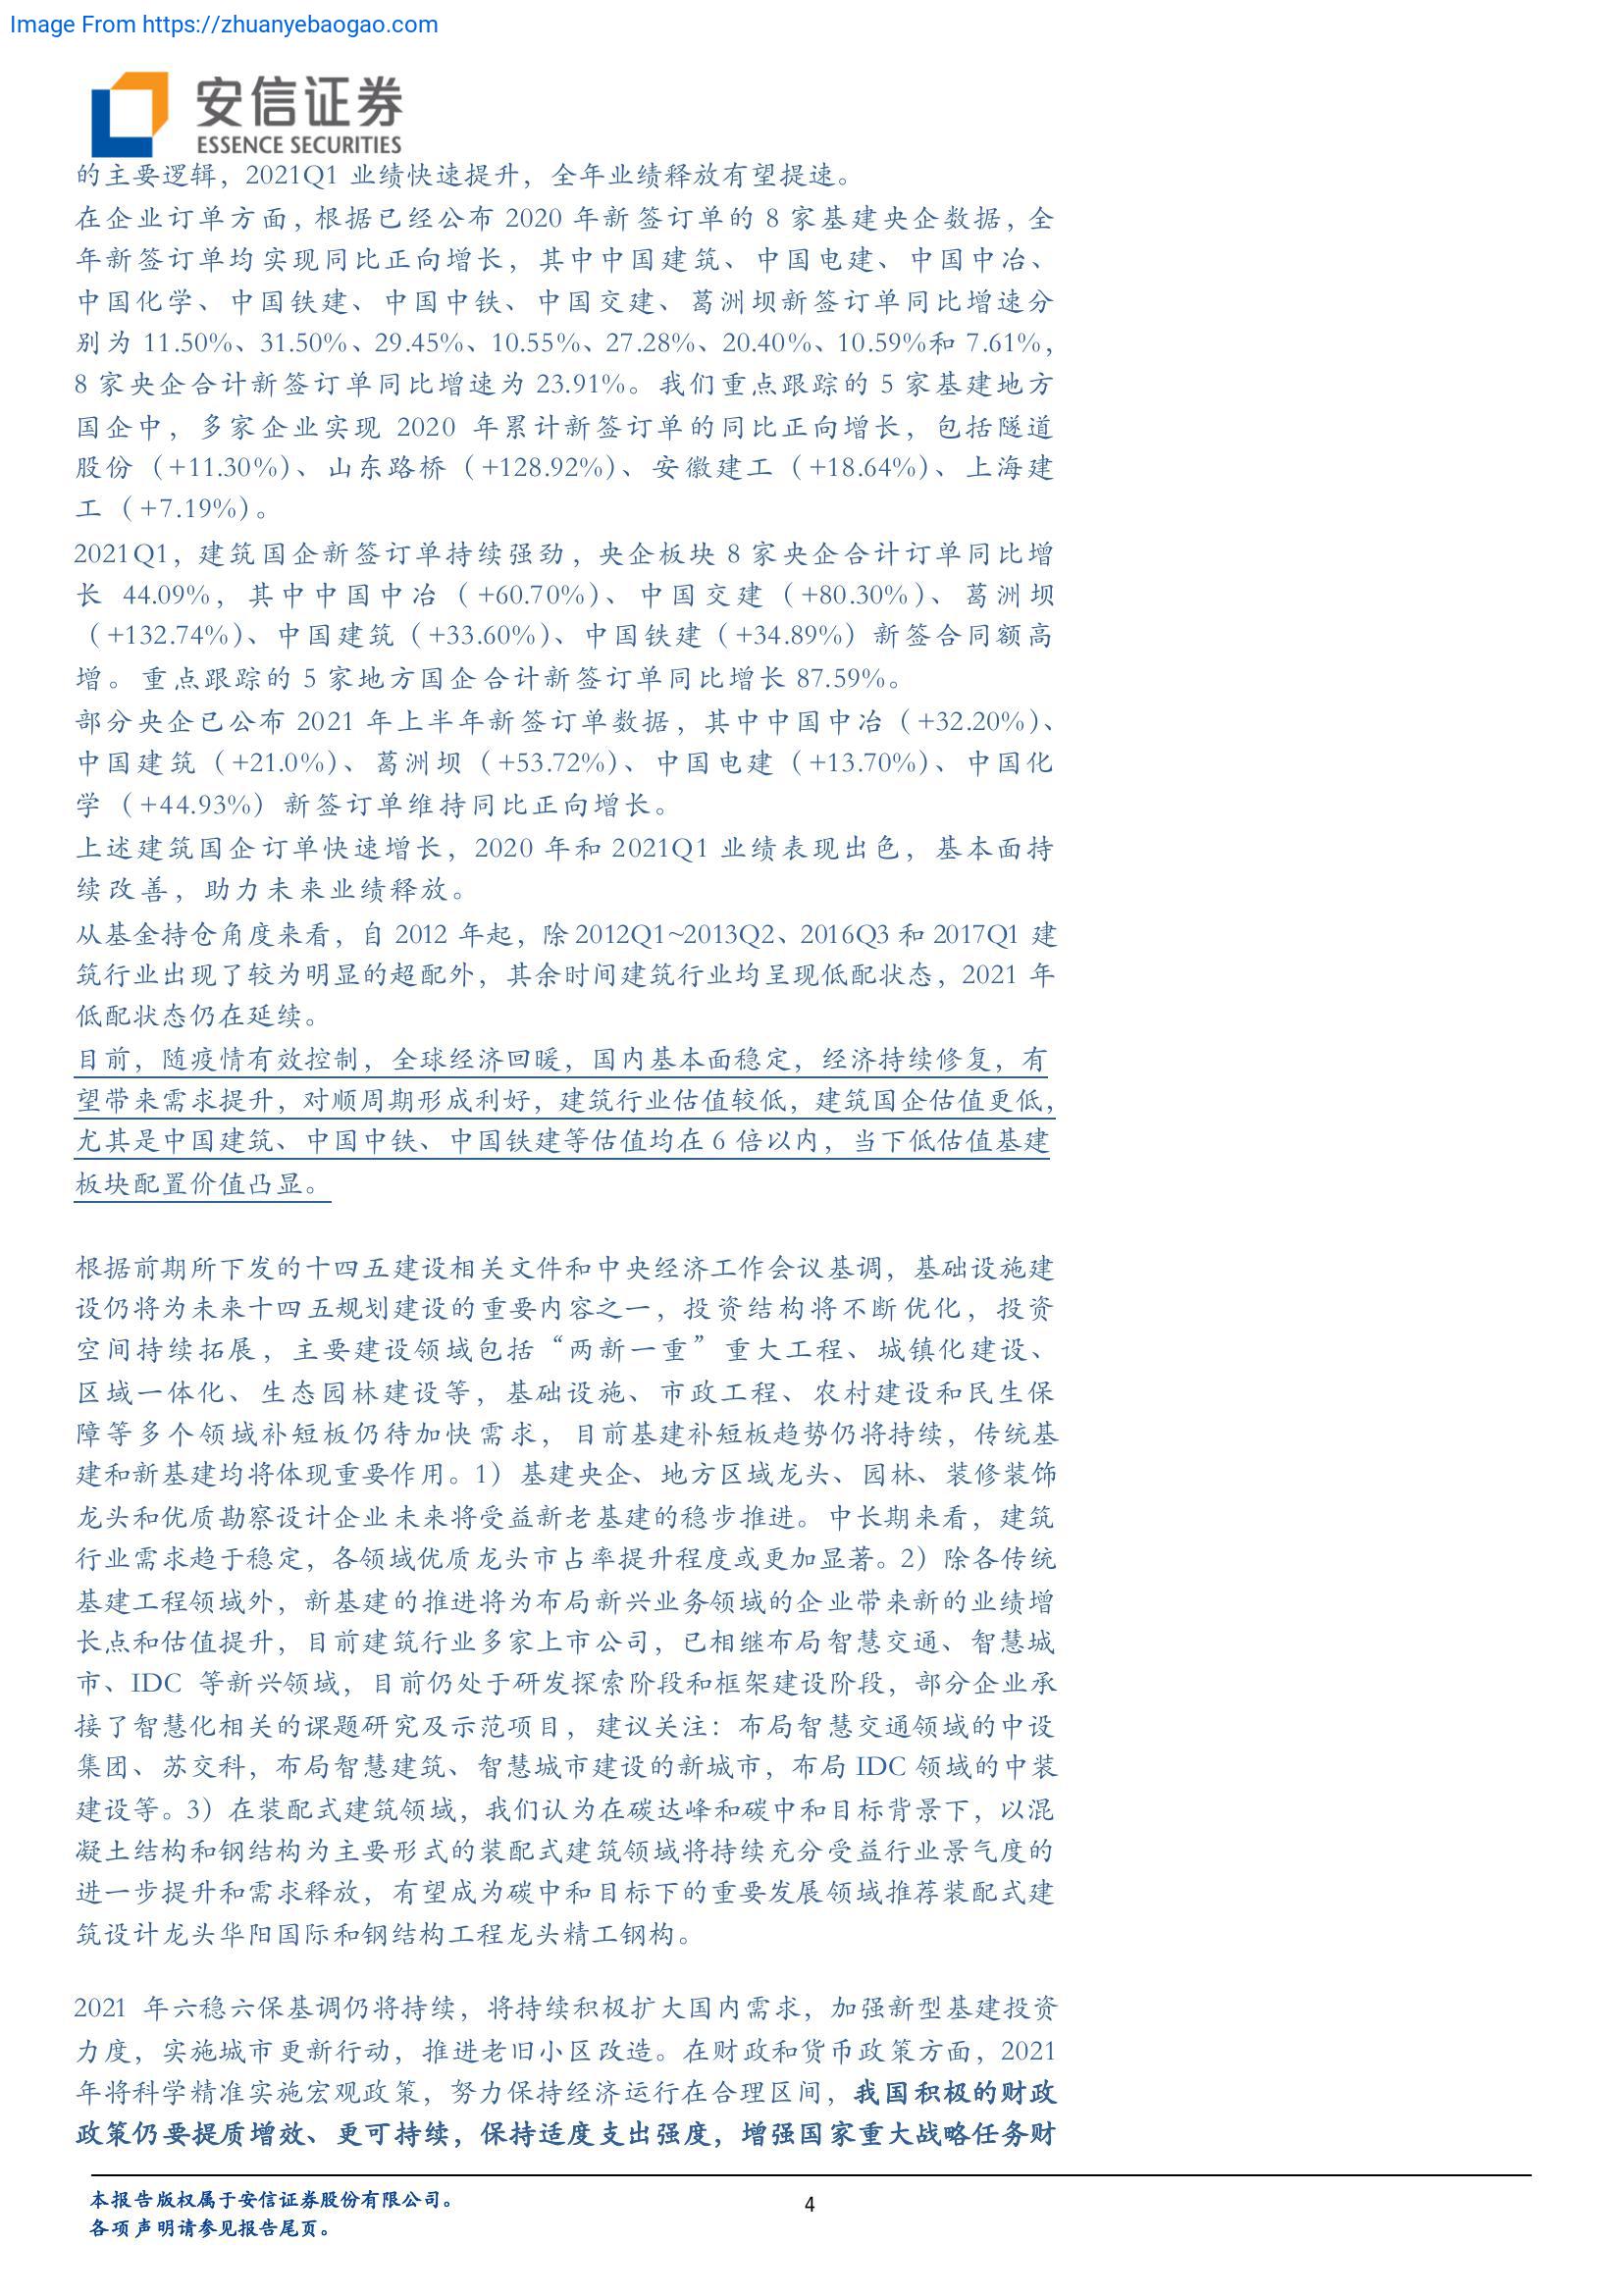 Image From https://zhuanyebaogao.com
安信证券
ESSENCE SECURITIES
的主要逻辑，2021Q1 业绩快速提升，全年业绩释放有望提速。
在企业订单方面，根据已经公布 2020 年新签订单的 8 家基建央企数据，全
年新签订单均实现同比正向增长，其中中国建筑、中国电建、中国中冶、
中国化学、中国铁建、中国中铁、中国交建、葛洲坝新签订单同比增速分
别为 11.50%、31.50%、29.45%、10.55%、27.28%、20.40%、10.59%和 7.61%，
8 家央企合计新签订单同比增速为 23.91%。我们重点跟踪的 5 家基建地方
国企中，多家企业实现 2020 年累计新签订单的同比正向增长，包括隧道
股份（+11.30%）、山东路桥（+128.92%）、安徽建工（+18.64%）、上海建
工（+7.19%）。
2021Q1，建筑国企新签订单持续强劲，央企板块 8 家央企合计订单同比增
长 44.09%，其中中国中冶（+60.70%）、中国交建（+80.30%）、葛洲坝
（+132.74%）、中国建筑（+33.60%）、中国铁建（+34.89%）新签合同额高
增。重点跟踪的 5 家地方国企合计新签订单同比增长 87.59%。
部分央企已公布 2021 年上半年新签订单数据，其中中国中冶（+32.20%）、
中国建筑（+21.0%）、葛洲坝（+53.72%）、中国电建（+13.70%）、中国化
学（+44.93%）新签订单维持同比正向增长。
上述建筑国企订单快速增长，2020 年和 2021Q1 业绩表现出色，基本面持
续改善，助力未来业绩释放。
从基金持仓角度来看，自 2012 年起，除 2012Q1~2013Q2、2016Q3 和 2017Q1 建
筑行业出现了较为明显的超配外，其余时间建筑行业均呈现低配状态，2021 年
低配状态仍在延续。
目前，随疫情有效控制，全球经济回暖，国内基本面稳定，经济持续修复，有
望带来需求提升，对顺周期形成利好，建筑行业估值较低，建筑国企估值更低，
尤其是中国建筑、中国中铁、中国铁建等估值均在 6 倍以内，当下低估值基建
板块配置价值凸显。
根据前期所下发的十四五建设相关文件和中央经济工作会议基调，基础设施建
设仍将为未来十四五规划建设的重要内容之一，投资结构将不断优化，投资
空间持续拓展，主要建设领域包括“两新一重”重大工程、城镇化建设、
区域一体化、生态园林建设等，基础设施、市政工程、农村建设和民生保
障等多个领域补短板仍待加快需求，目前基建补短板趋势仍将持续，传统基
建和新基建均将体现重要作用。1）基建央企、地方区域龙头、园林、装修装饰
龙头和优质勘察设计企业未来将受益新老基建的稳步推进。中长期来看，建筑
行业需求趋于稳定，各领域优质龙头市占率提升程度或更加显著。2）除各传统
基建工程领域外，新基建的推进将为布局新兴业务领域的企业带来新的业绩增
长点和估值提升，目前建筑行业多家上市公司，已相继布局智慧交通、智慧城
市、IDC 等新兴领域，目前仍处于研发探索阶段和框架建设阶段，部分企业承
接了智慧化相关的课题研究及示范项目，建议关注：布局智慧交通领域的中设
集团、苏交科，布局智慧建筑、智慧城市建设的新城市，布局 IDC 领域的中装
建设等。3）在装配式建筑领域，我们认为在碳达峰和碳中和目标背景下，以混
凝土结构和钢结构为主要形式的装配式建筑领域将持续充分受益行业景气度的
进一步提升和需求释放，有望成为碳中和目标下的重要发展领域推荐装配式建
筑设计龙头华阳国际和钢结构工程龙头精工钢构。
2021 年六稳六保基调仍将持续，将持续积极扩大国内需求，加强新型基建投资
力度，实施城市更新行动，推进老旧小区改造。在财政和货币政策方面，2021
年将科学精准实施宏观政策，努力保持经济运行在合理区间，我国积极的财政
政策仍要提质增效、更可持续，保持适度支出强度，增强国家重大战略任务财
本报告版权属于安信证券股份有限公司。
各项声明请参见报告尾页。
4